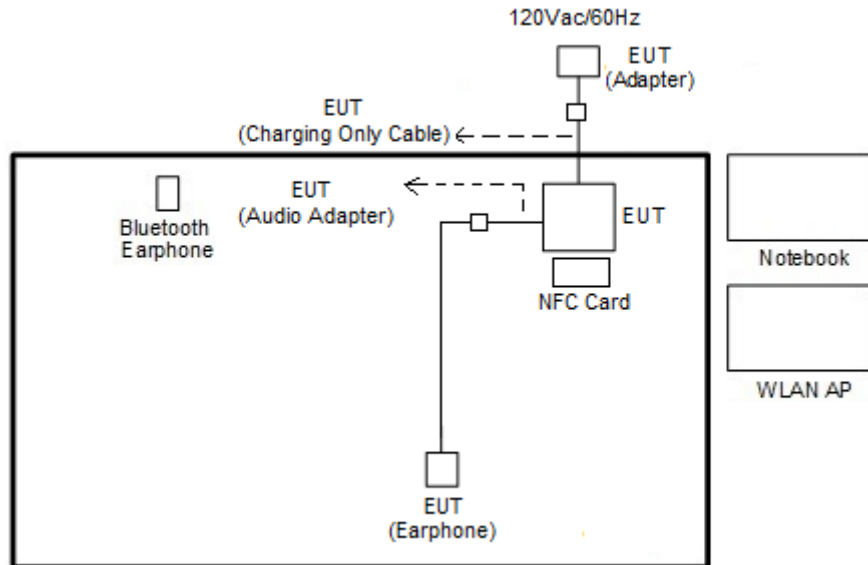 120Vac/60Hz
EUT
(Adapter)
EUT
(Charging Only Cable)
EUT
(Audio Adapter)
Bluetooth
Earphone
EUT
NFC Card
Notebook
WLAN AP
EUT
(Earphone)